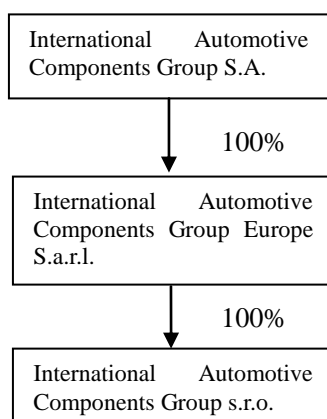 International Automotive
Components Group S.A.
100%
International Automotive
Components Group Europe
S.a.r.l.
100%
International Automotive
Components Group s.r.o.